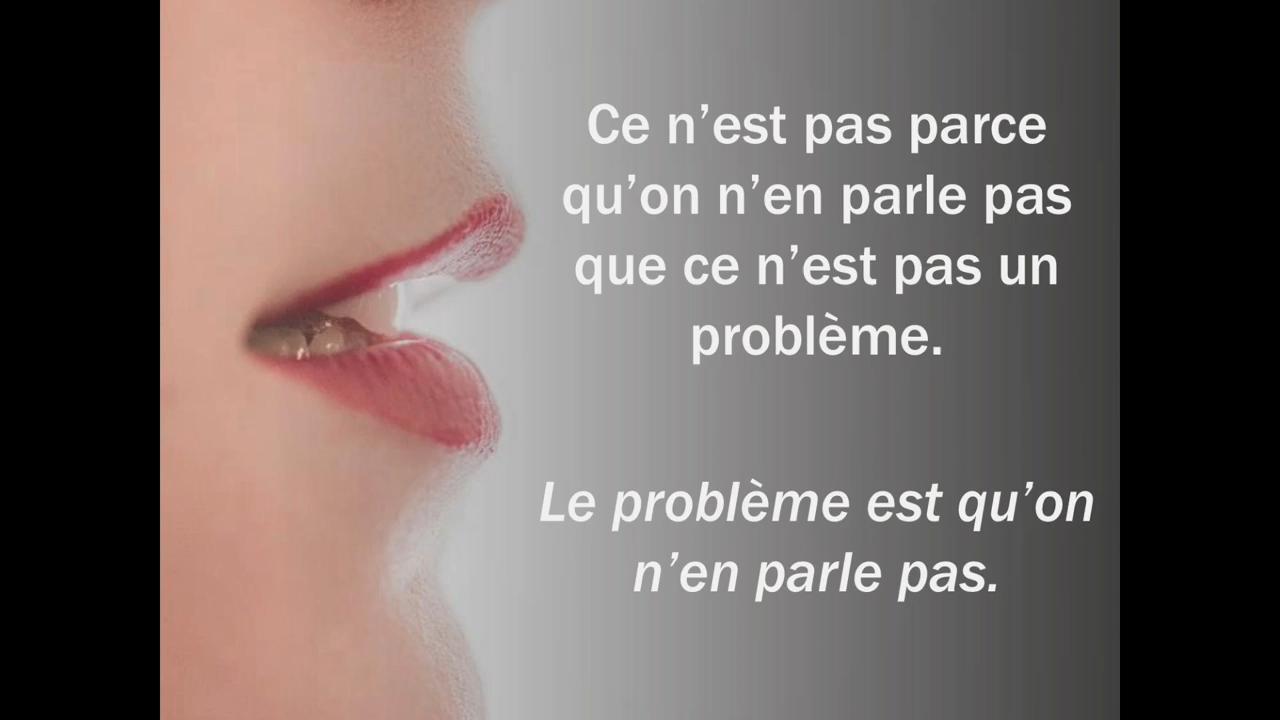 Ce n’est pas parce
qu’on n’en parle pas
que ce n’est pas un
problème.
Le problème est qu’on
n’en parle pas.